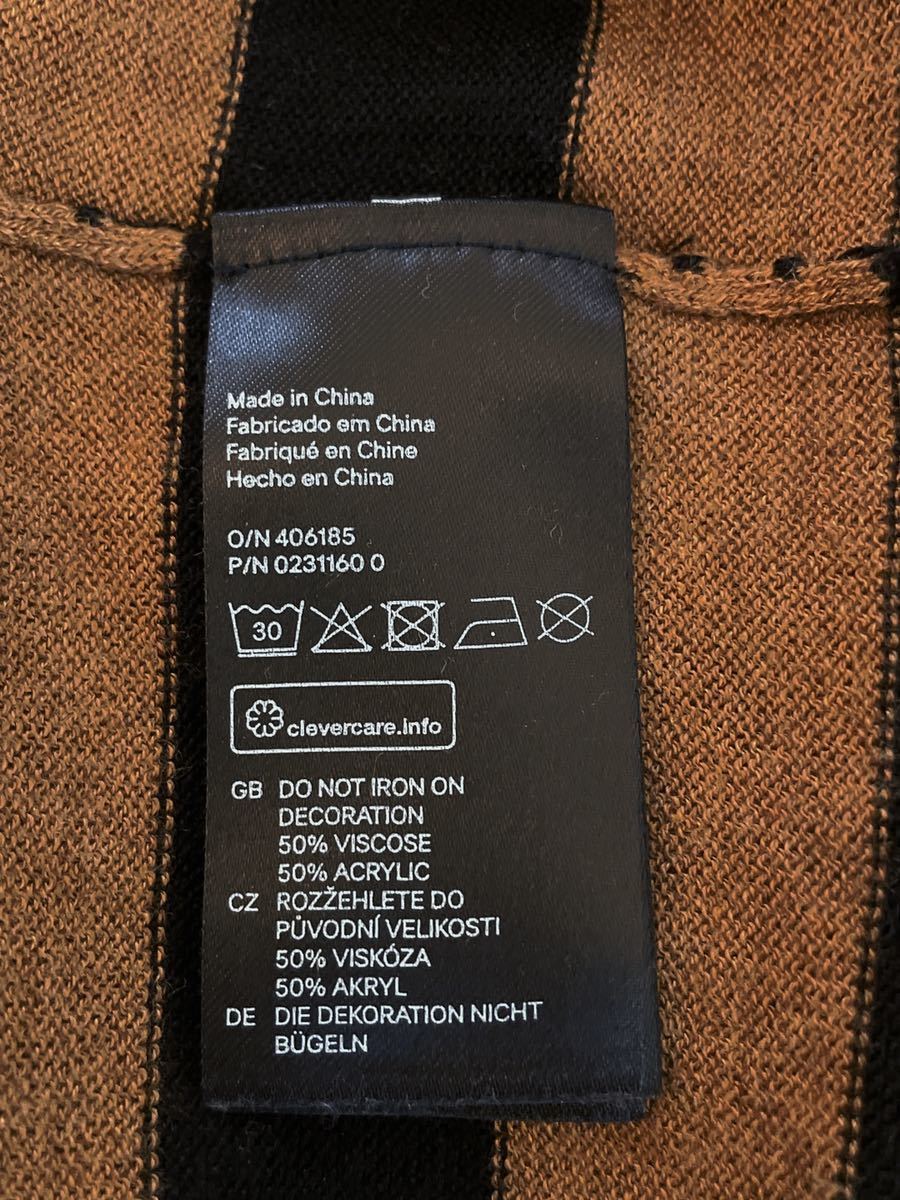 Made in China
Fabricado em China
Fabriqué en Chine
Hecho en China
O/N 406185
P/N 0231160 0
30
clevercare.info
GB DO NOT IRON ON
DECORATION
50% VISCOSE
50% ACRYLIC
CZ ROZŽEHLETE DO
PŮVODNÍ VELIKOSTI
50% VISKÓZA
50% AKRYL
DE DIE DEKORATION NICHT
BÜGELN